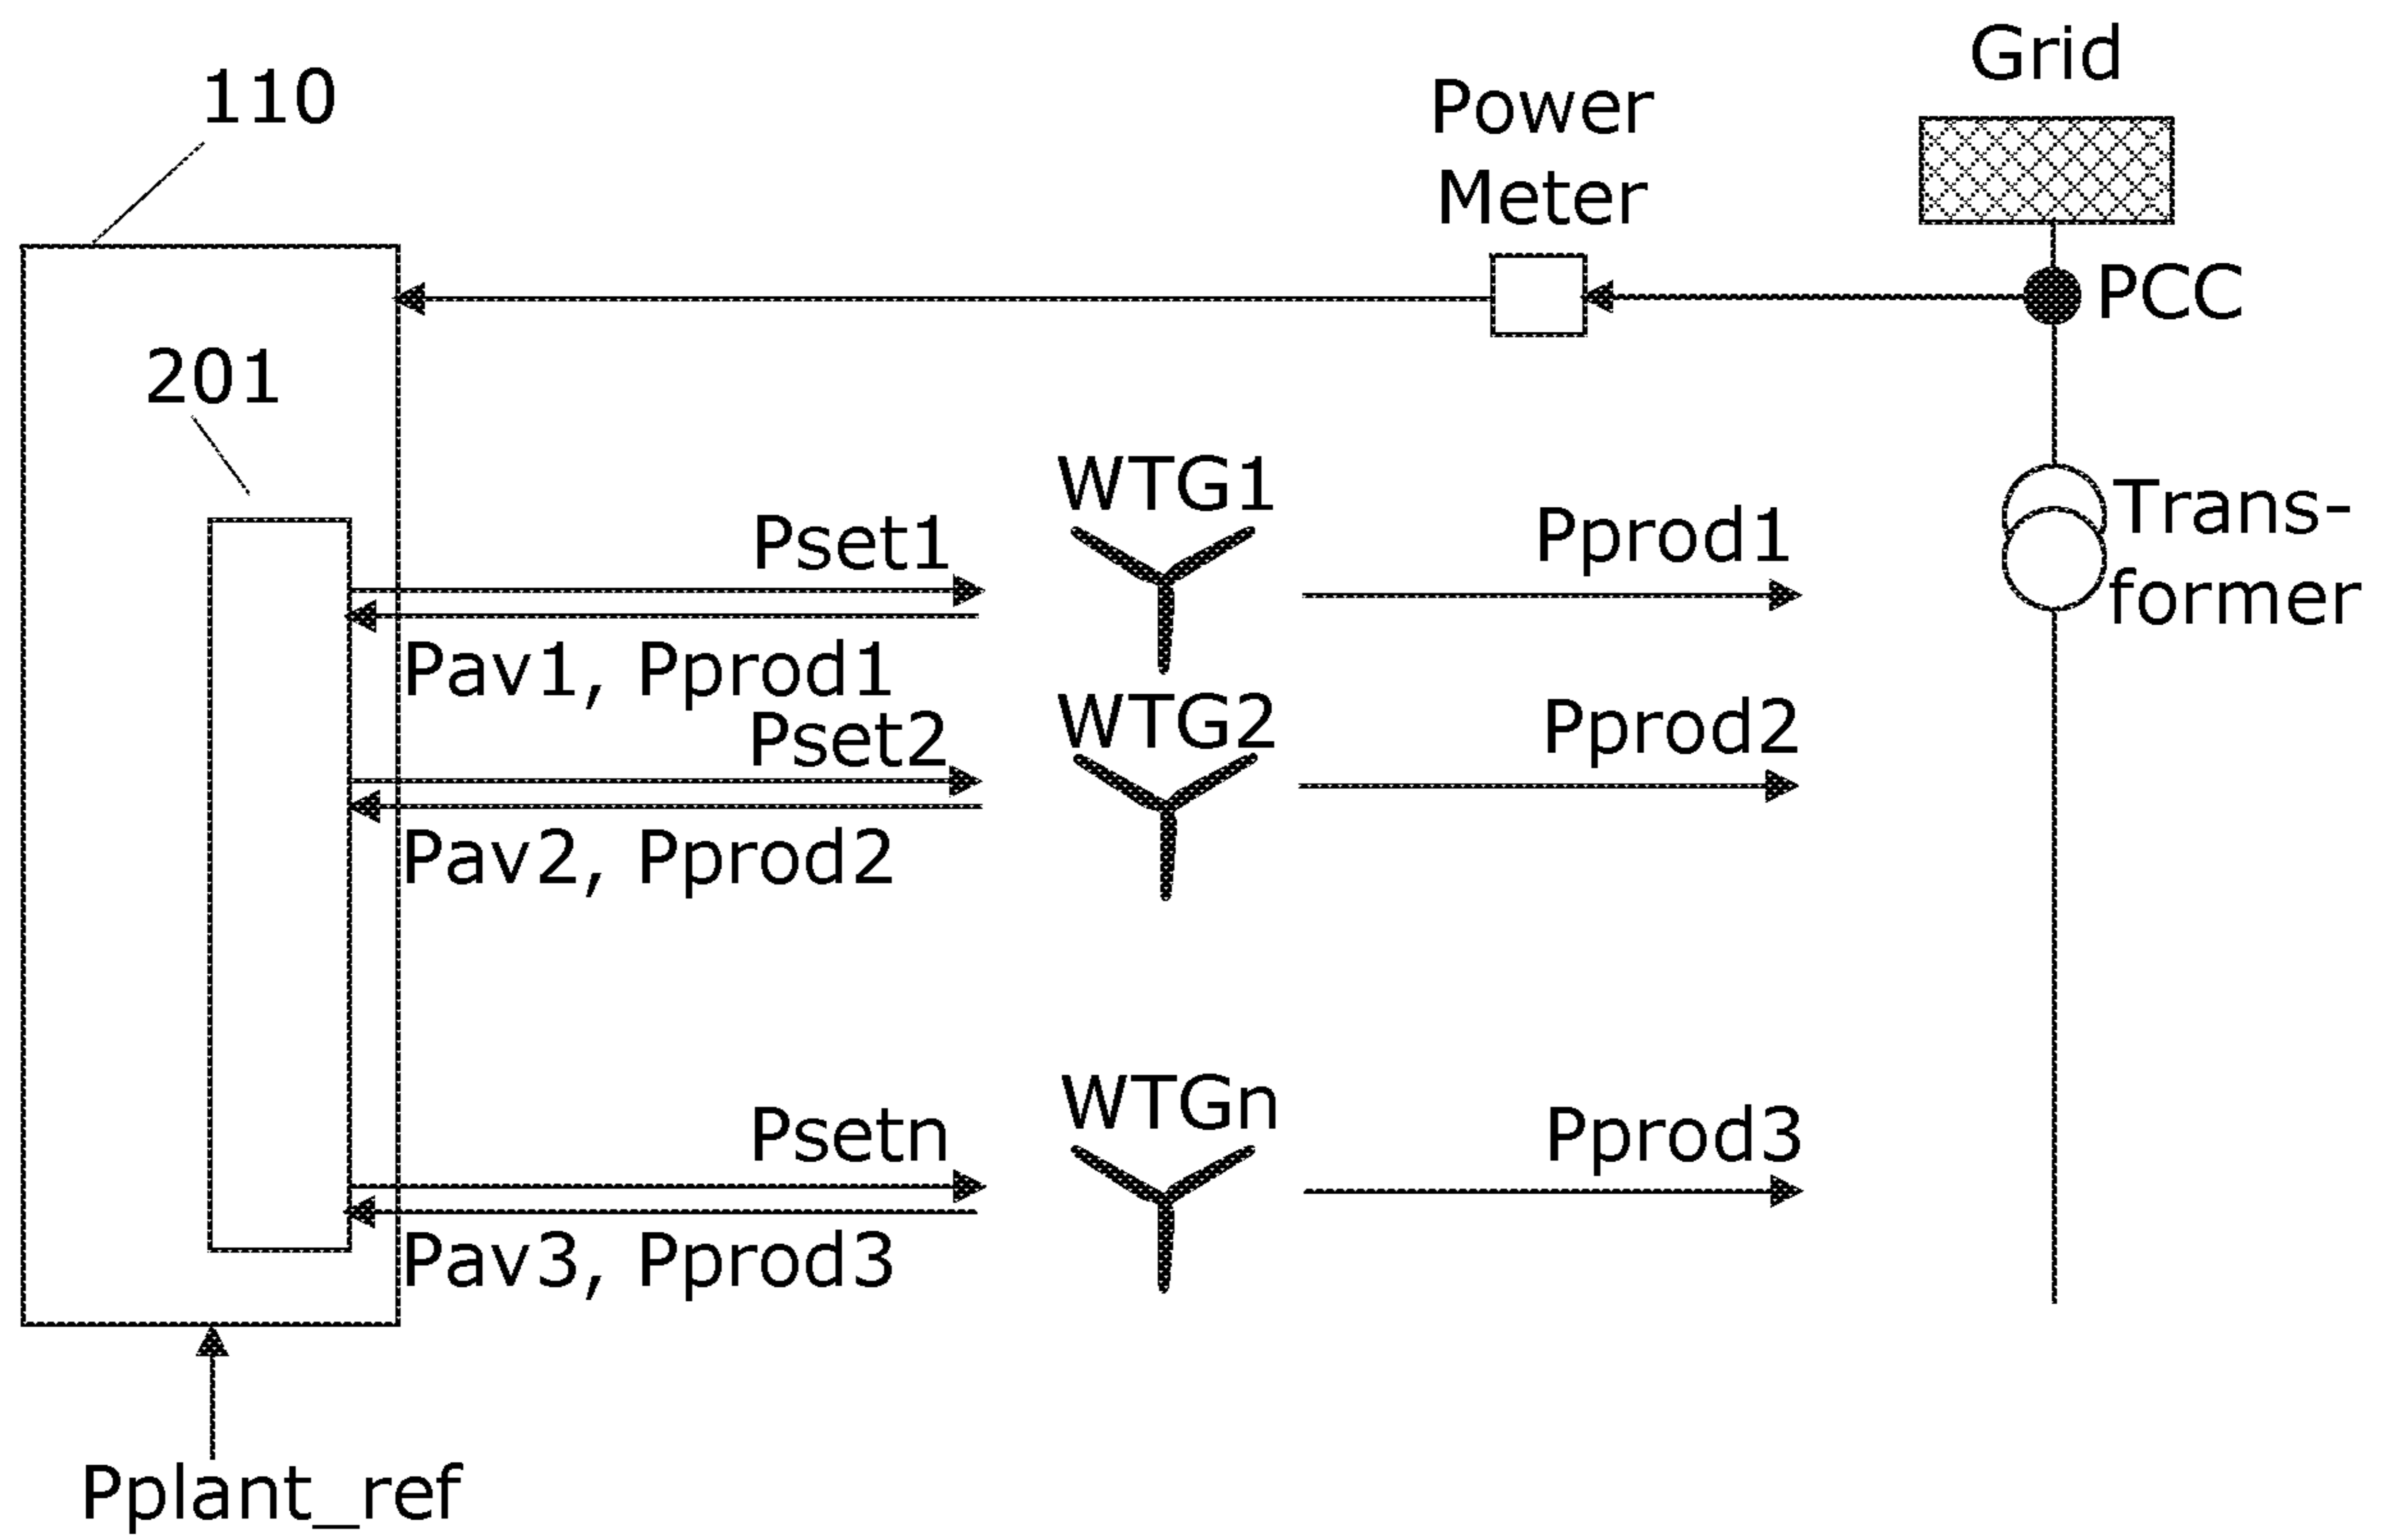 Grid
110
Power
Meter
PCC
201
WTG1
Trans-
former
Pset1
Pprod1
Pav1, Pprod1
WTG2
Pset2
Pprod2
Pav2, Pprod2
WTGn
Psetn
Pprod3
Pav3, Pprod3
Pplant_ref